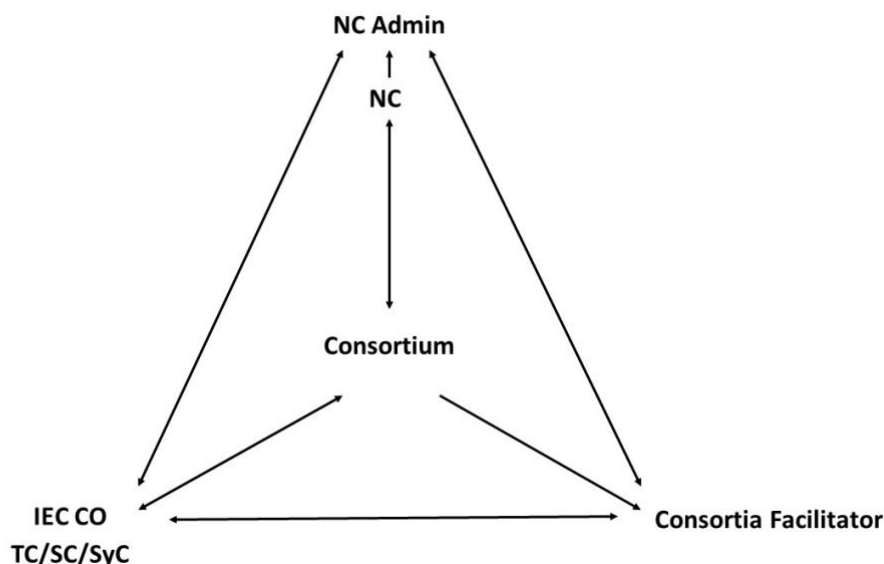 NC Admin
NC
Consortium
IEC CO
TC/SC/SyC
Consortia Facilitator